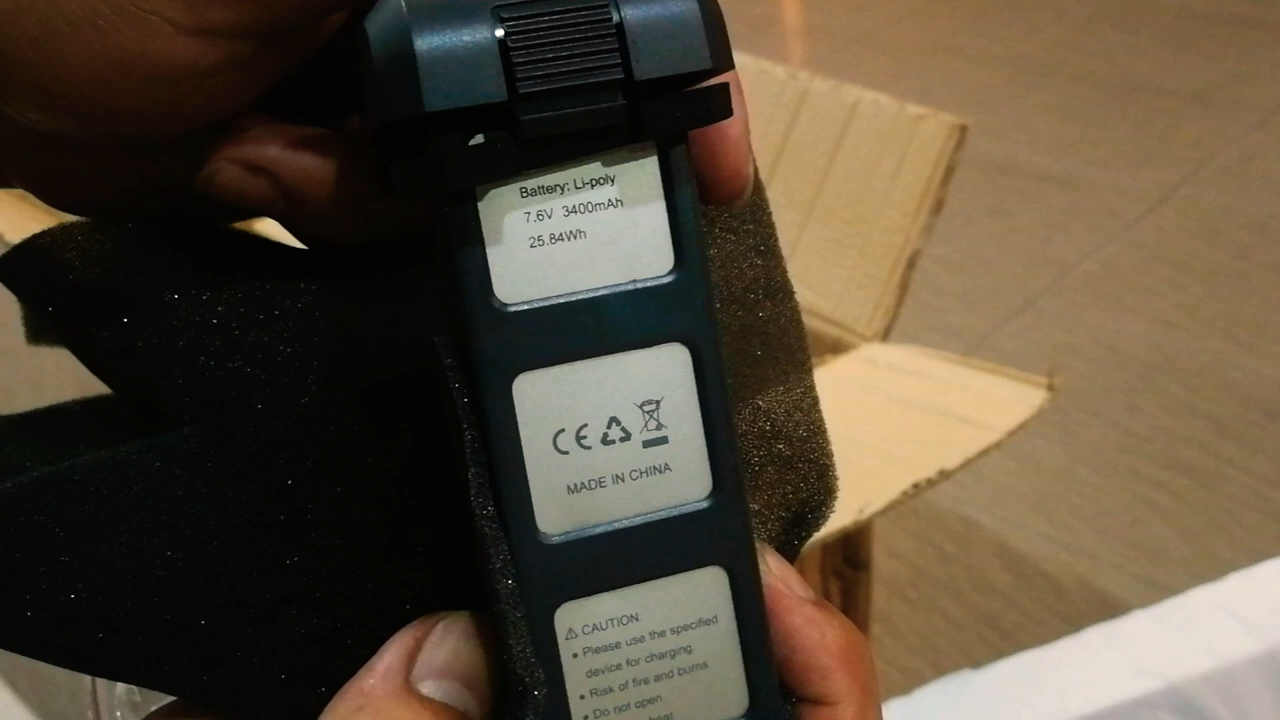 Battery: Li-poly
7.6V 3400mAh
25.84Wh
CE
MADE IN CHINA
⚠ CAUTION:
• Please use the specified
device for charging.
• Risk of fire and burns
• Do not open
heat